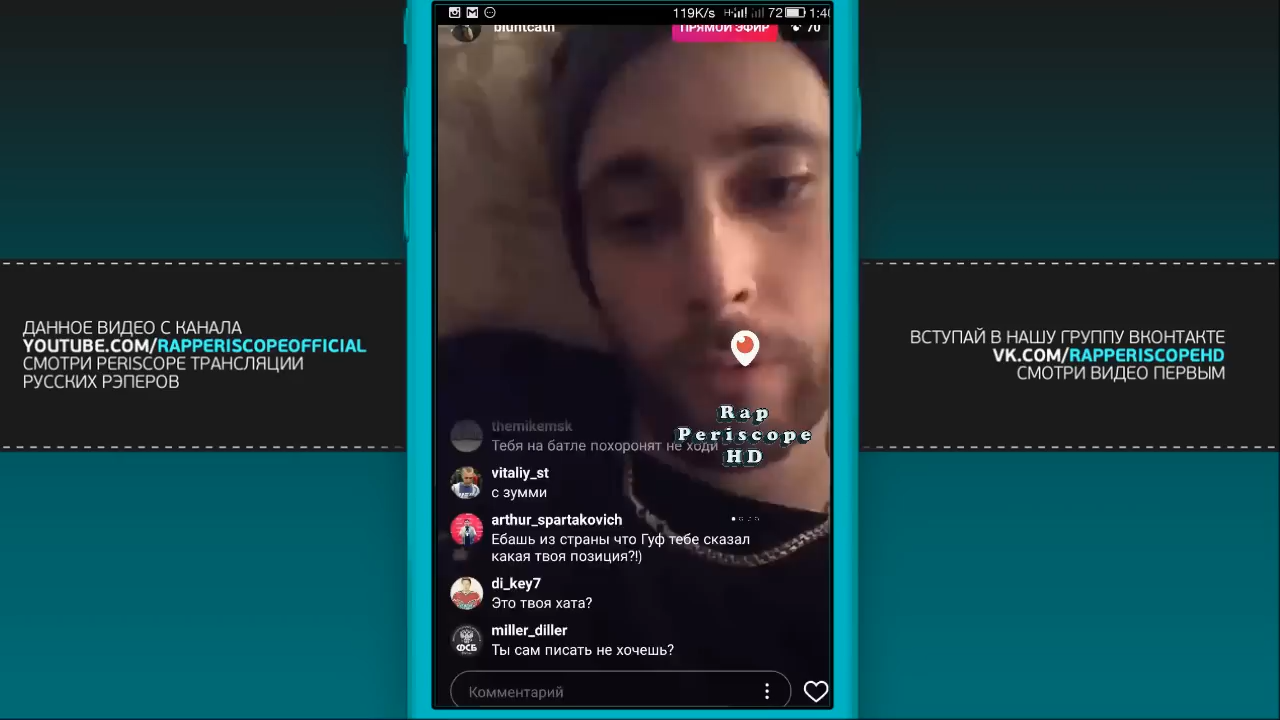 119K/s H 72 1:40
bluntcath
ПРЯМОЙ ЭФИР
70
ДАННОЕ ВИДЕО С КАНАЛА
YOUTUBE.COM/RAPPERISCOPEOFFICIAL
СМОТРИ PERISCOPE ТРАНСЛЯЦИИ
РУССКИХ РЭПЕРОВ
ВСТУПАЙ В НАШУ ГРУППУ ВКОНТАКТЕ
VK.COM/RAPPERISCOPEHD
СМОТРИ ВИДЕО ПЕРВЫМ
Rap
Periscope
HD
themikemsk
Тебя на батле похоронят не ходи
vitaliy_st
с зумми
arthur_spartakovich
Ебашь из страны что Гуф тебе сказал
какая твоя позиция?!)
di_key7
Это твоя хата?
miller_diller
Ты сам писать не хочешь?
ФСБ
Комментарий